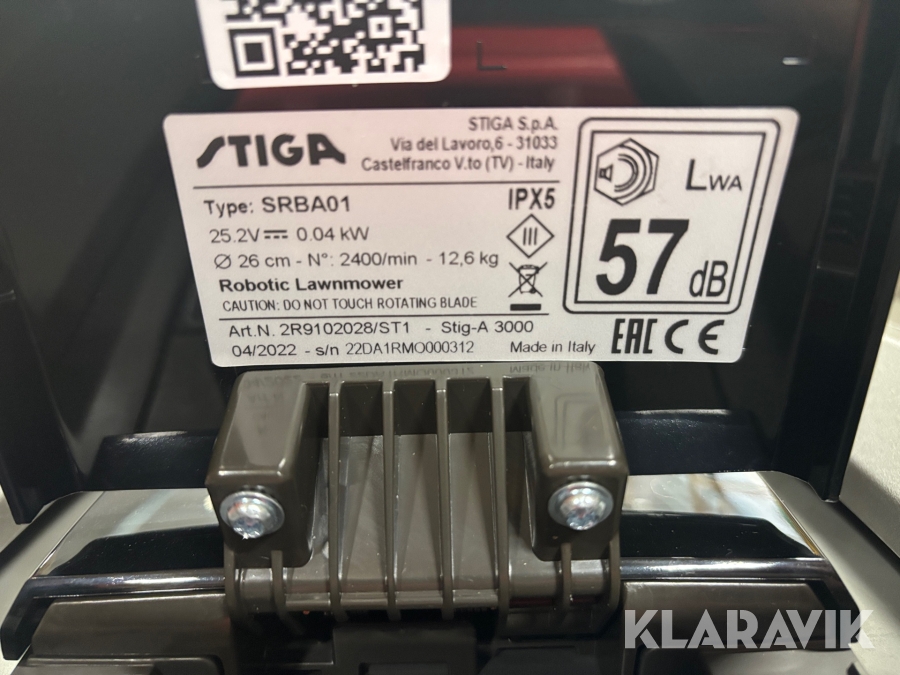 L
STIGA
STIGA S.p.A.
Via del Lavoro,6 - 31033
Castelfranco V.to (TV) - Italy
Type: SRBA01
IPX5
25.2V 0.04 kW
III
Ø 26 cm - N°: 2400/min - 12,6 kg
Robotic Lawnmower
CAUTION: DO NOT TOUCH ROTATING BLADE
LWA
57 dB
Art.N. 2R9102028/ST1 - Stig-A 3000
04/2022 - s/n 22DA1RMO000312
Made in Italy
EAC CE
KLARAVIK